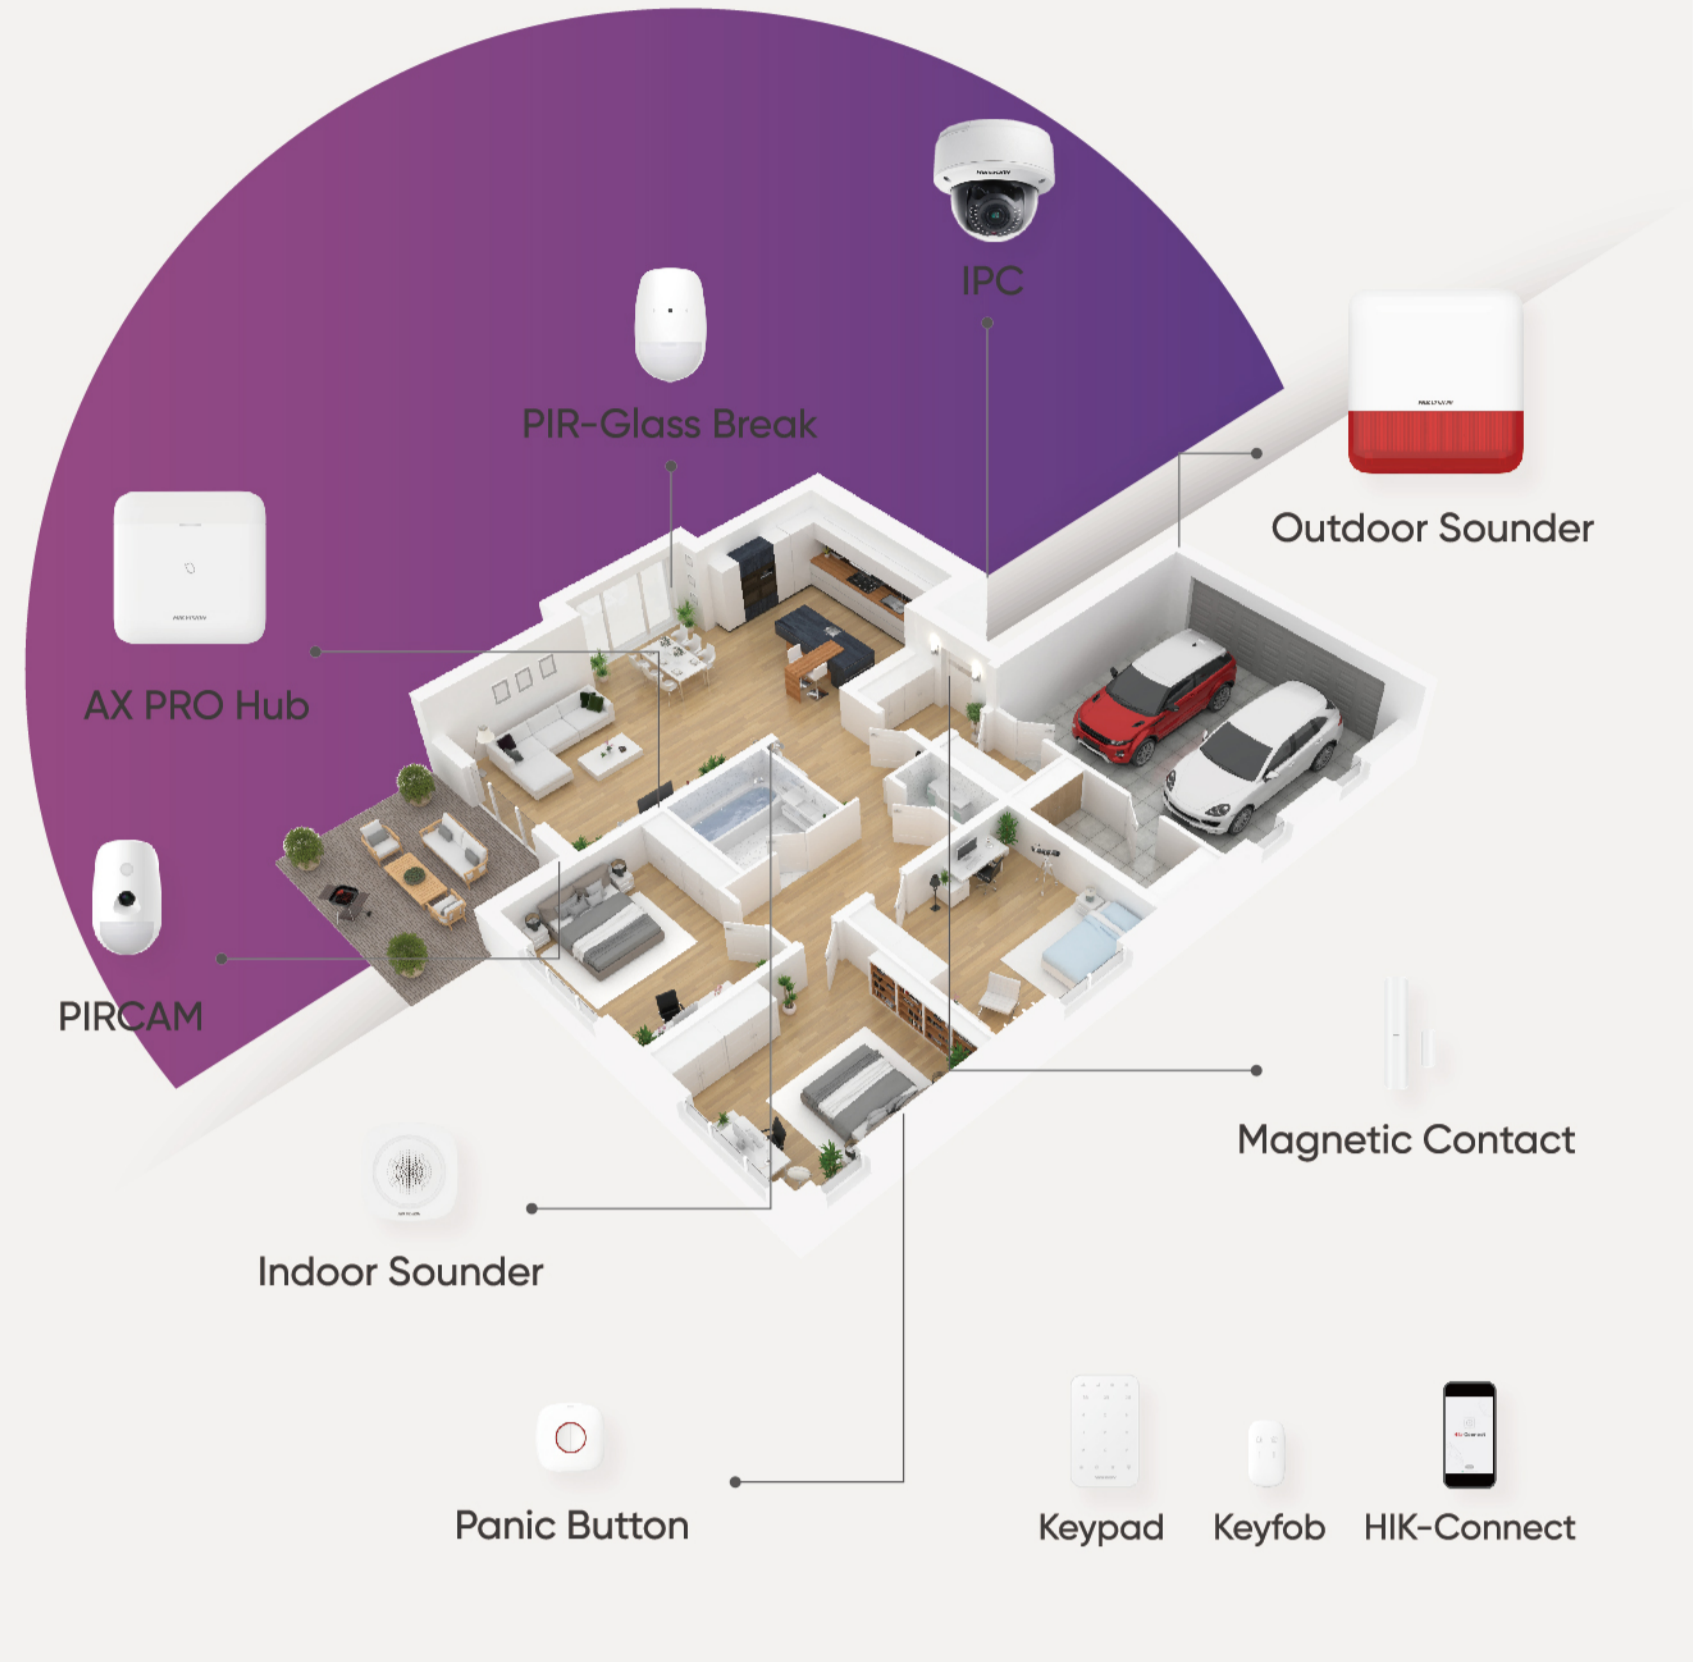 IPC
PIR-Glass Break
Outdoor Sounder
HIKVISION
AX PRO Hub
PIRCAM
Magnetic Contact
Indoor Sounder
Panic Button
Keypad
Keyfob
HIK-Connect